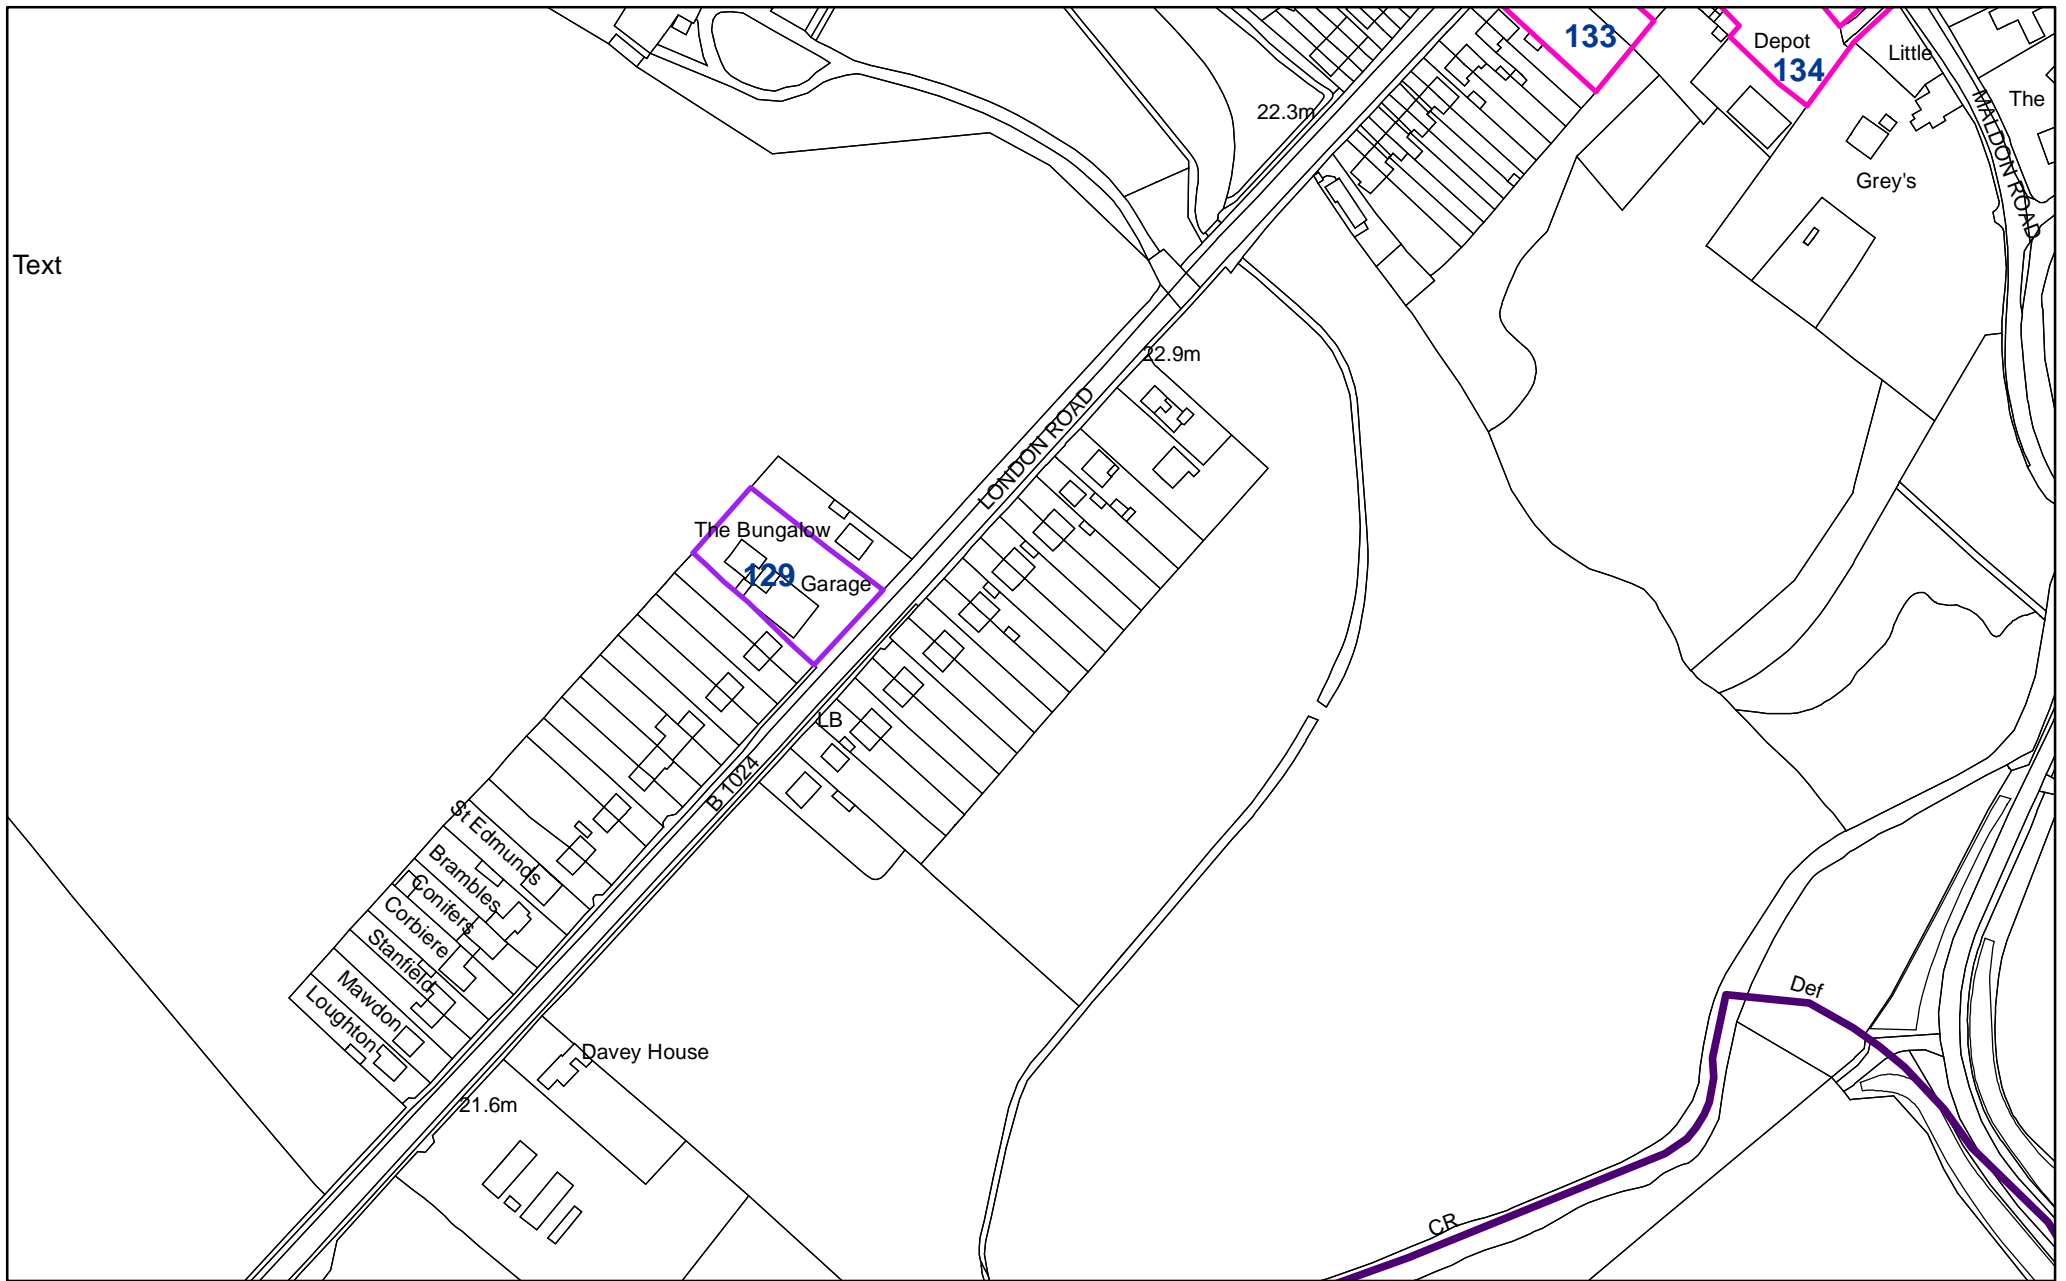 133
Depot
134
Little
The
22.3m
MALDON ROAD
Grey's
Text
22.9m
LONDON ROAD
The Bungalow
129
Garage
LB
B 1024
St Edmunds
Brambles
Conifers
Corbiere
Stanfield
Mawdon
Loughton
Def
Davey House
21.6m
CR